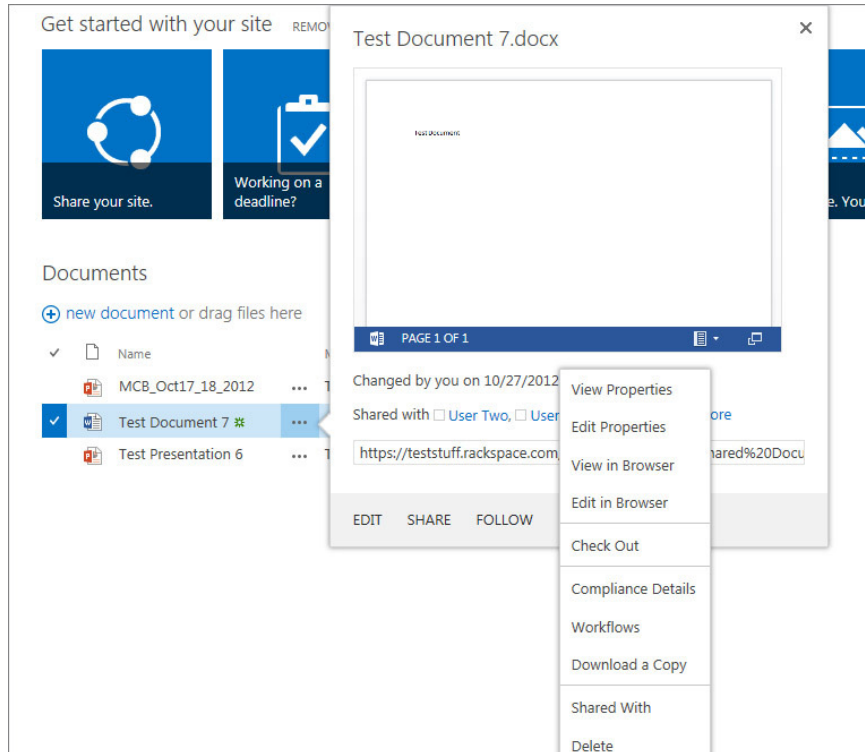 Get started with your site REMO
Share your site.
Working on a
deadline?
e. You
Documents
new document or drag files here
Name
MCB_Oct17_18_2012 ... T
Test Document 7 ...
Test Presentation 6 ... T
Test Document 7.docx
Test Document
PAGE 1 OF 1
Changed by you on 10/27/2012
Shared with User Two, User ore
https://teststuff.rackspace.com hared%20Docu
EDIT SHARE FOLLOW
View Properties
Edit Properties
View in Browser
Edit in Browser
Check Out
Compliance Details
Workflows
Download a Copy
Shared With
Delete